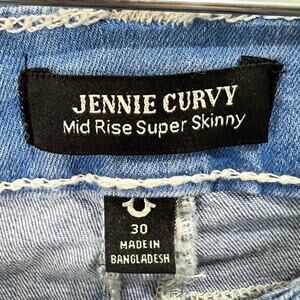 JENNIE CURVY
Mid Rise Super Skinny
30
MADE IN
BANGLADESH